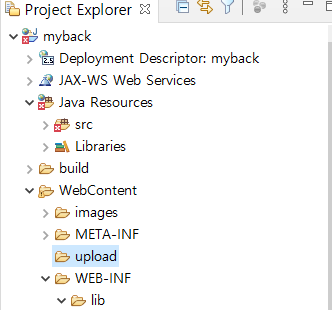 Project Explorer
myback
Deployment Descriptor: myback
JAX-WS Web Services
Java Resources
src
Libraries
build
WebContent
images
META-INF
upload
WEB-INF
lib